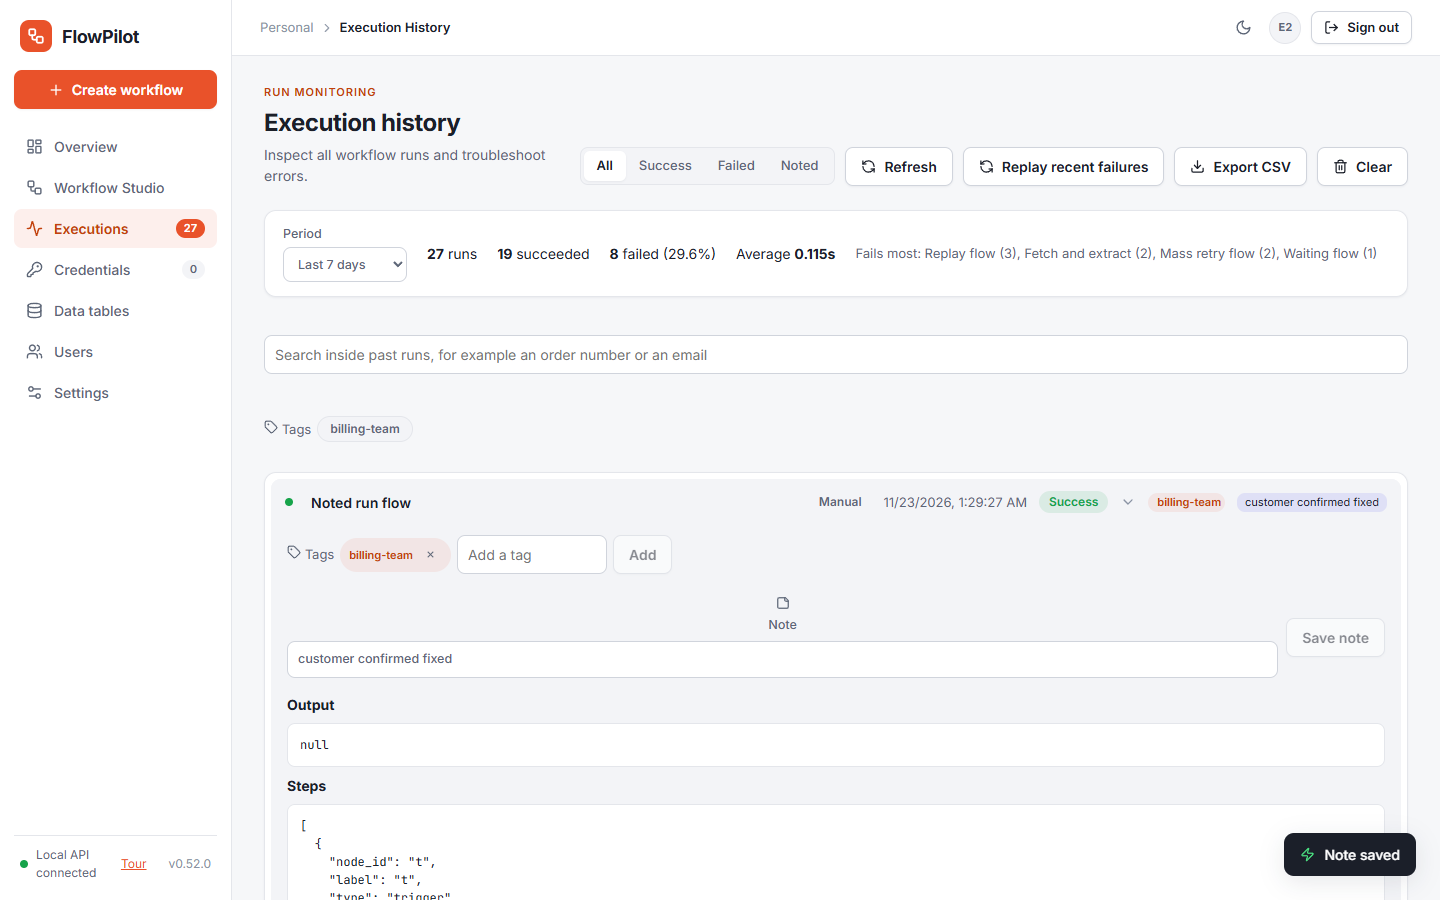 FlowPilot
Create workflow
Overview
Workflow Studio
Executions 27
Credentials 0
Data tables
Users
Settings
Local API connected
Tour
v0.52.0
Personal > Execution History
E2
Sign out
RUN MONITORING
Execution history
Inspect all workflow runs and troubleshoot
errors.
All Success Failed Noted
Refresh
Replay recent failures
Export CSV
Clear
Period
Last 7 days
27 runs 19 succeeded 8 failed (29.6%) Average 0.115s Fails most: Replay flow (3), Fetch and extract (2), Mass retry flow (2), Waiting flow (1)
Search inside past runs, for example an order number or an email
Tags billing-team
Noted run flow Manual 11/23/2026, 1:29:27 AM Success billing-team customer confirmed fixed
Tags billing-team × Add a tag Add
Note
customer confirmed fixed
Save note
Output
null
Steps
[
{
"node_id": "t",
"label": "t",
"type": "trigger"
Note saved